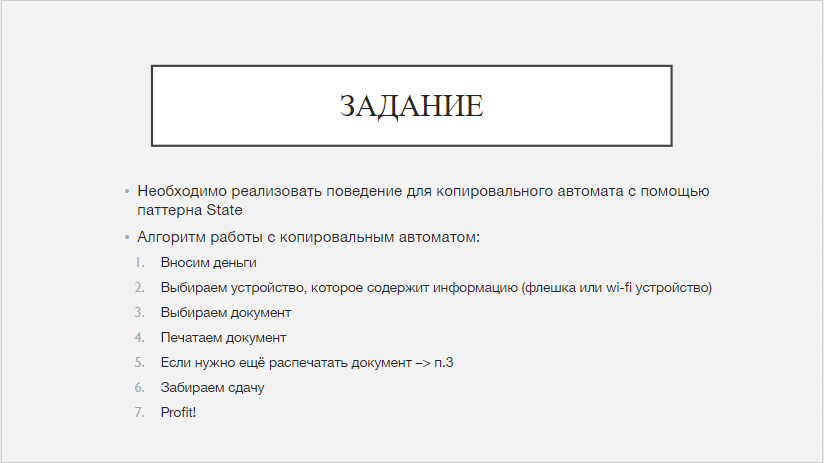 ЗАДАНИЕ
• Необходимо реализовать поведение для копировального автомата с помощью
паттерна State
• Алгоритм работы с копировальным автоматом:
1. Вносим деньги
2. Выбираем устройство, которое содержит информацию (флешка или wi-fi устройство)
3. Выбираем документ
4. Печатаем документ
5. Если нужно ещё распечатать документ –> п.3
6. Забираем сдачу
7. Profit!